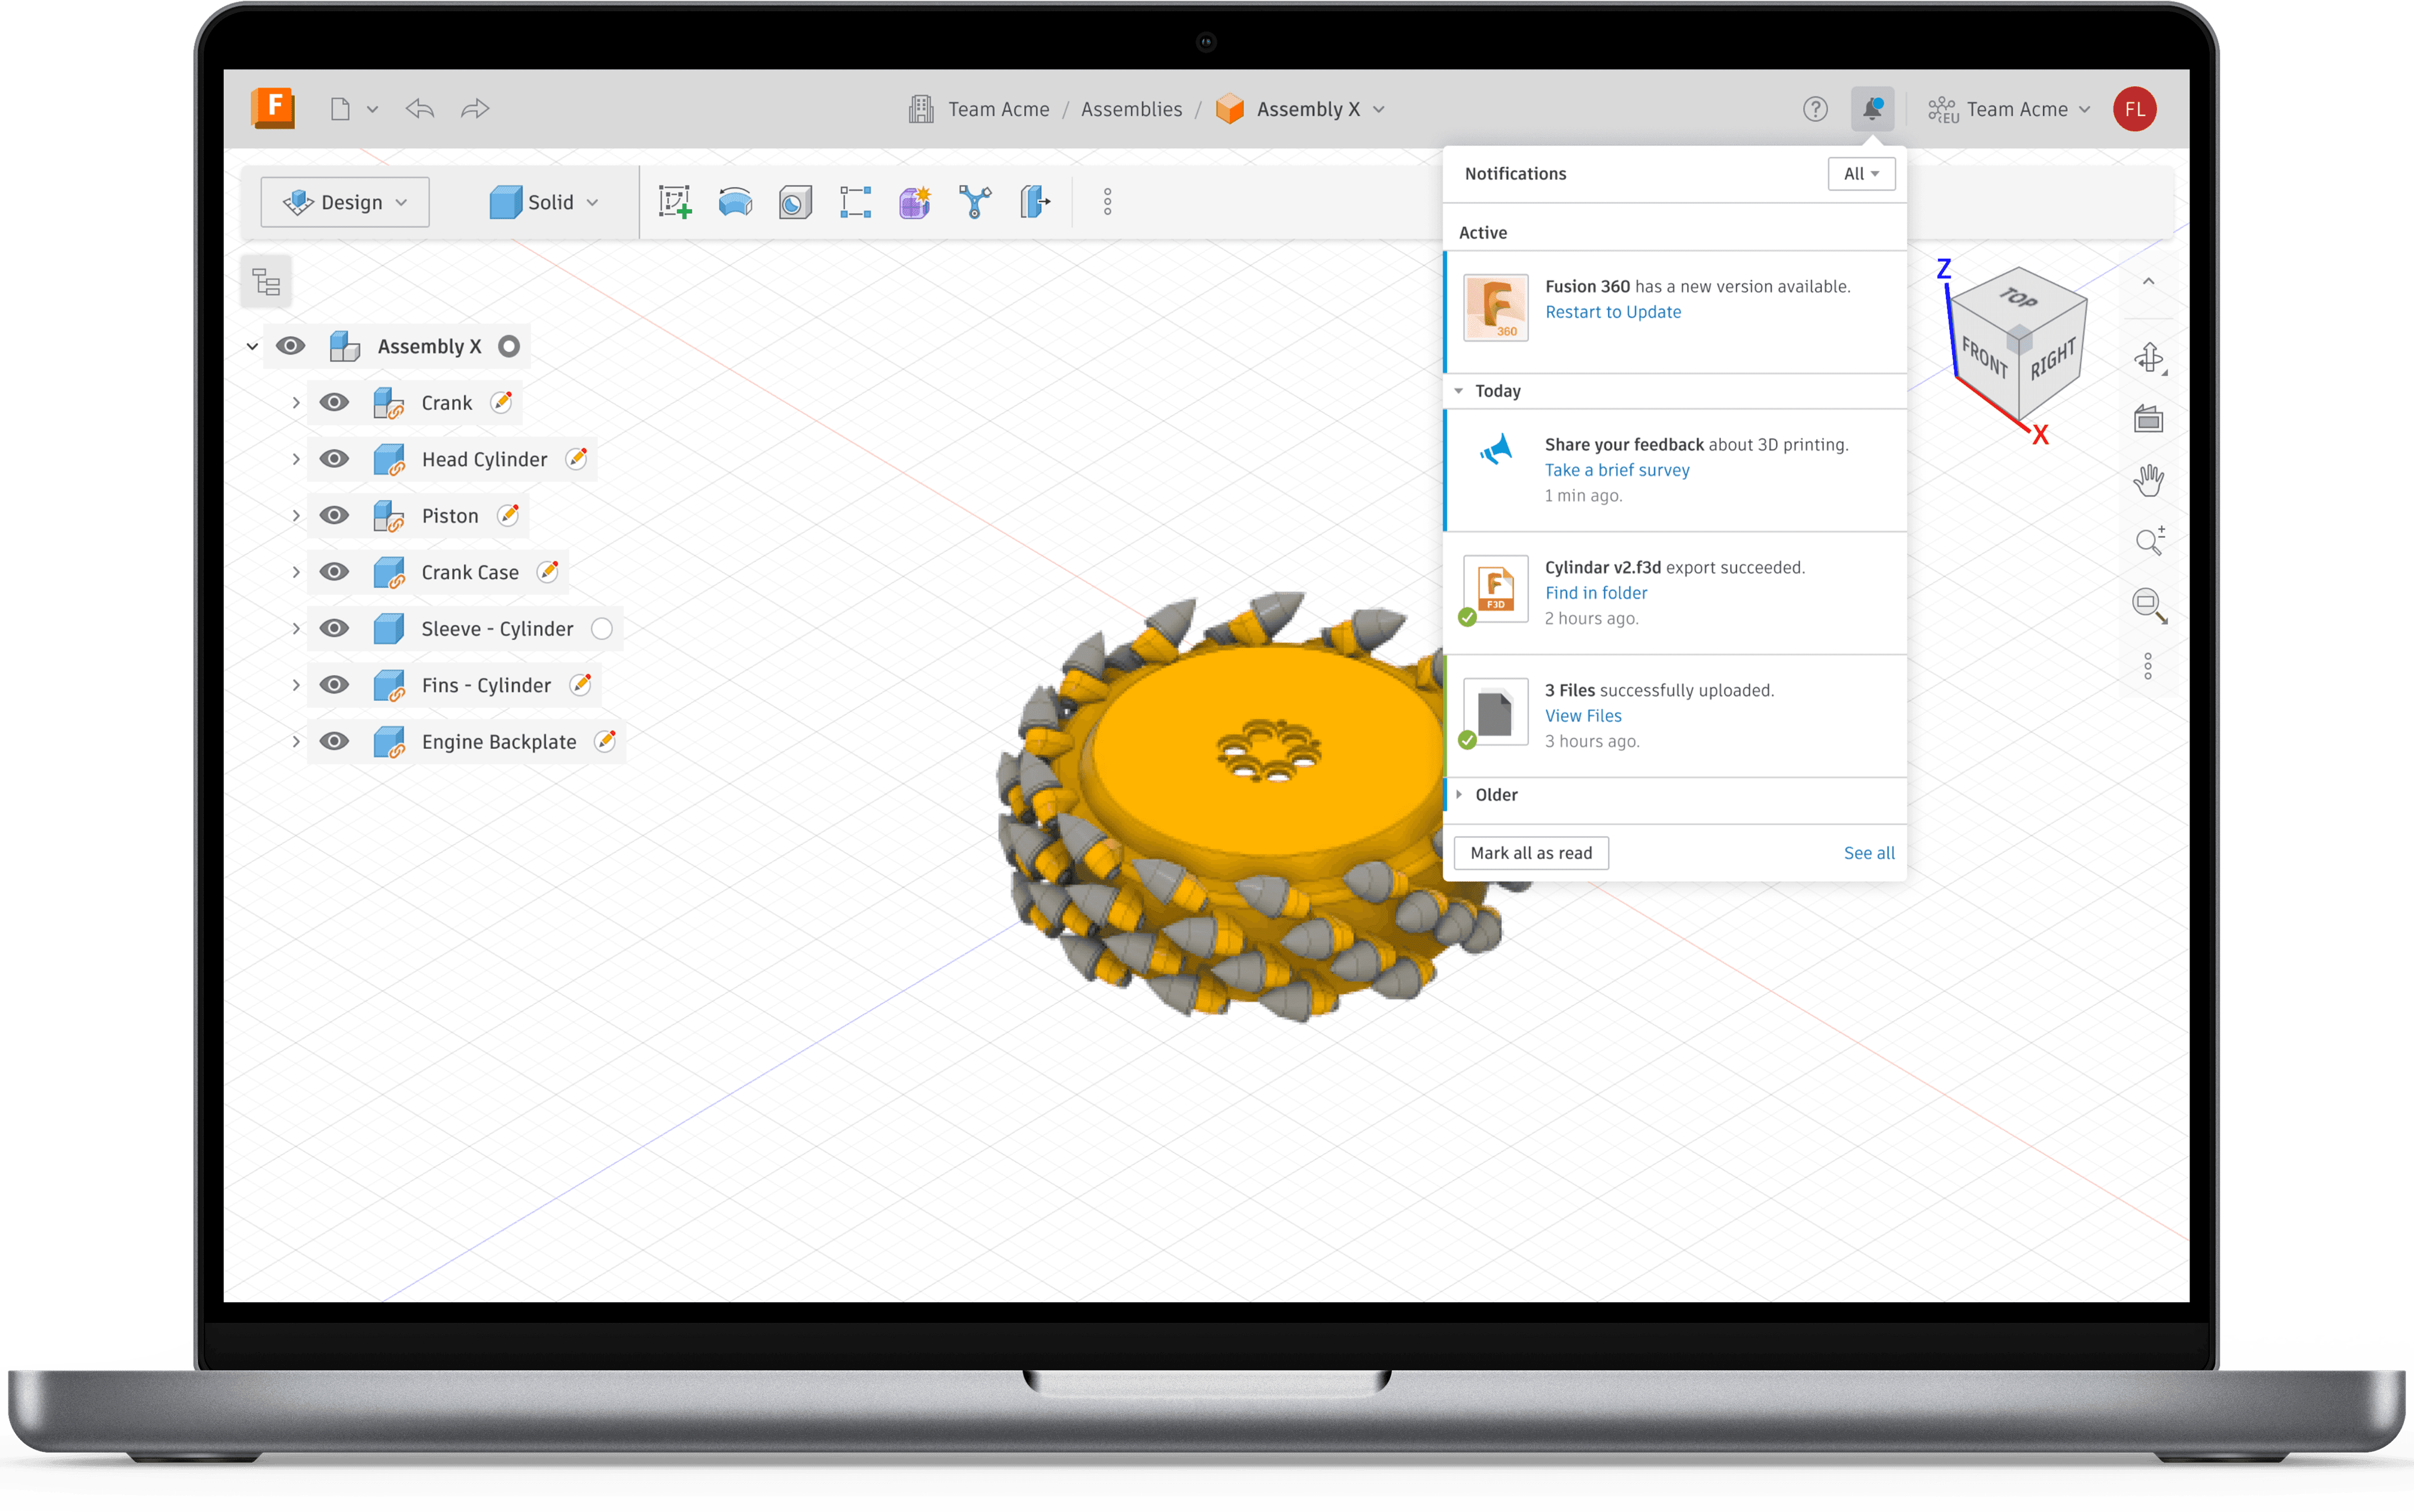 F
Team Acme / Assemblies / Assembly X
?
EU Team Acme
FL
Design
Solid
Notifications
All
Active
Fusion 360 has a new version available.
Restart to Update
360
Today
Share your feedback about 3D printing.
Take a brief survey
1 min ago.
Cylindar v2.f3d export succeeded.
Find in folder
2 hours ago.
F3D
3 Files successfully uploaded.
View Files
3 hours ago.
Older
Mark all as read
See all
Assembly X
Crank
Head Cylinder
Piston
Crank Case
Sleeve - Cylinder
Fins - Cylinder
Engine Backplate
Z
TOP
FRONT
RIGHT
X